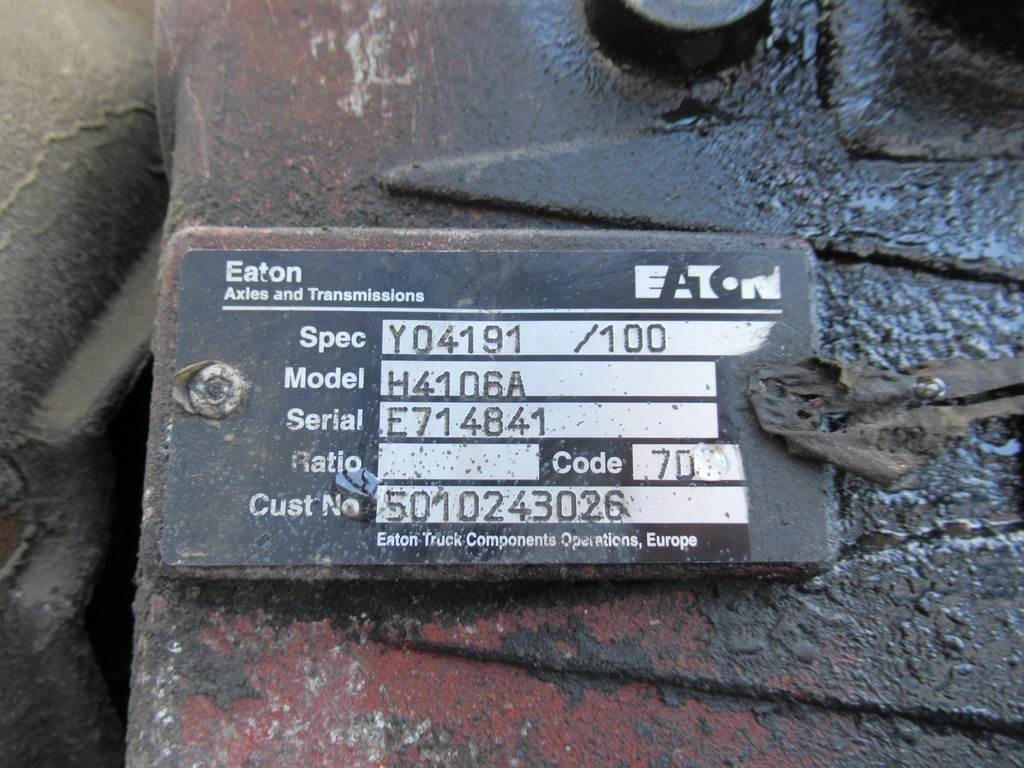 Eaton
Axles and Transmissions
EATON
Spec Y04191 /100
Model H4106A
Serial E714841
Ratio Code 7D
Cust No. 5010243026
Eaton Truck Components Operations, Europe